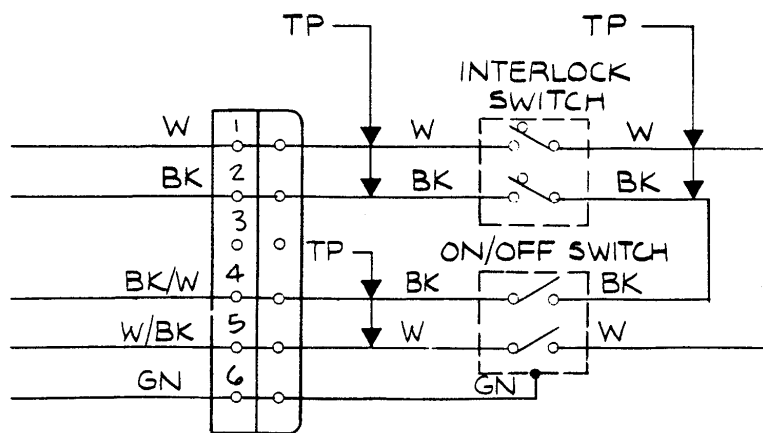 TP TP
INTERLOCK
SWITCH
W 1 W W
BK 2 BK BK
3
TP ON/OFF SWITCH
BK/W 4 BK BK
W/BK 5 W W
GN 6 GN